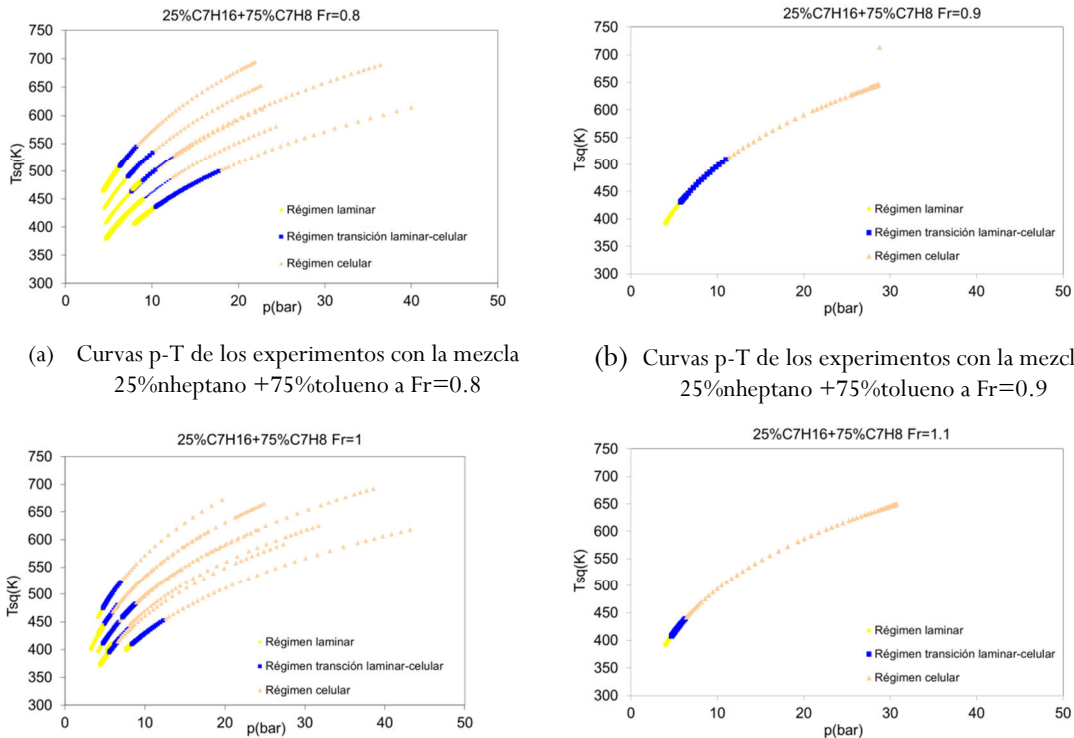 25%C7H16+75%C7H8 Fr=0.8
750
700
650
600
550
500
450
400
350
300
Tsq(K)
Régimen laminar
Régimen transición laminar-celular
Régimen celular
0 10 20 30 40 50
p(bar)
(a) Curvas p-T de los experimentos con la mezcla
25%nheptano +75%tolueno a Fr=0.8
25%C7H16+75%C7H8 Fr=0.9
750
700
650
600
550
500
450
400
350
300
Tsq(K)
Régimen laminar
Régimen transición laminar-celular
Régimen celular
0 10 20 30 40 50
p(bar)
(b) Curvas p-T de los experimentos con la mezcl
25%nheptano +75%tolueno a Fr=0.9
25%C7H16+75%C7H8 Fr=1
750
700
650
600
550
500
450
400
350
300
Tsq(K)
Régimen laminar
Régimen transción laminar-celular
Régimen celular
0 10 20 30 40 50
p(bar)
25%C7H16+75%C7H8 Fr=1.1
750
700
650
600
550
500
450
400
350
300
Tsq(K)
Régimen laminar
Régimen transición laminar-celular
Régimen celular
0 10 20 30 40 50
p(bar)